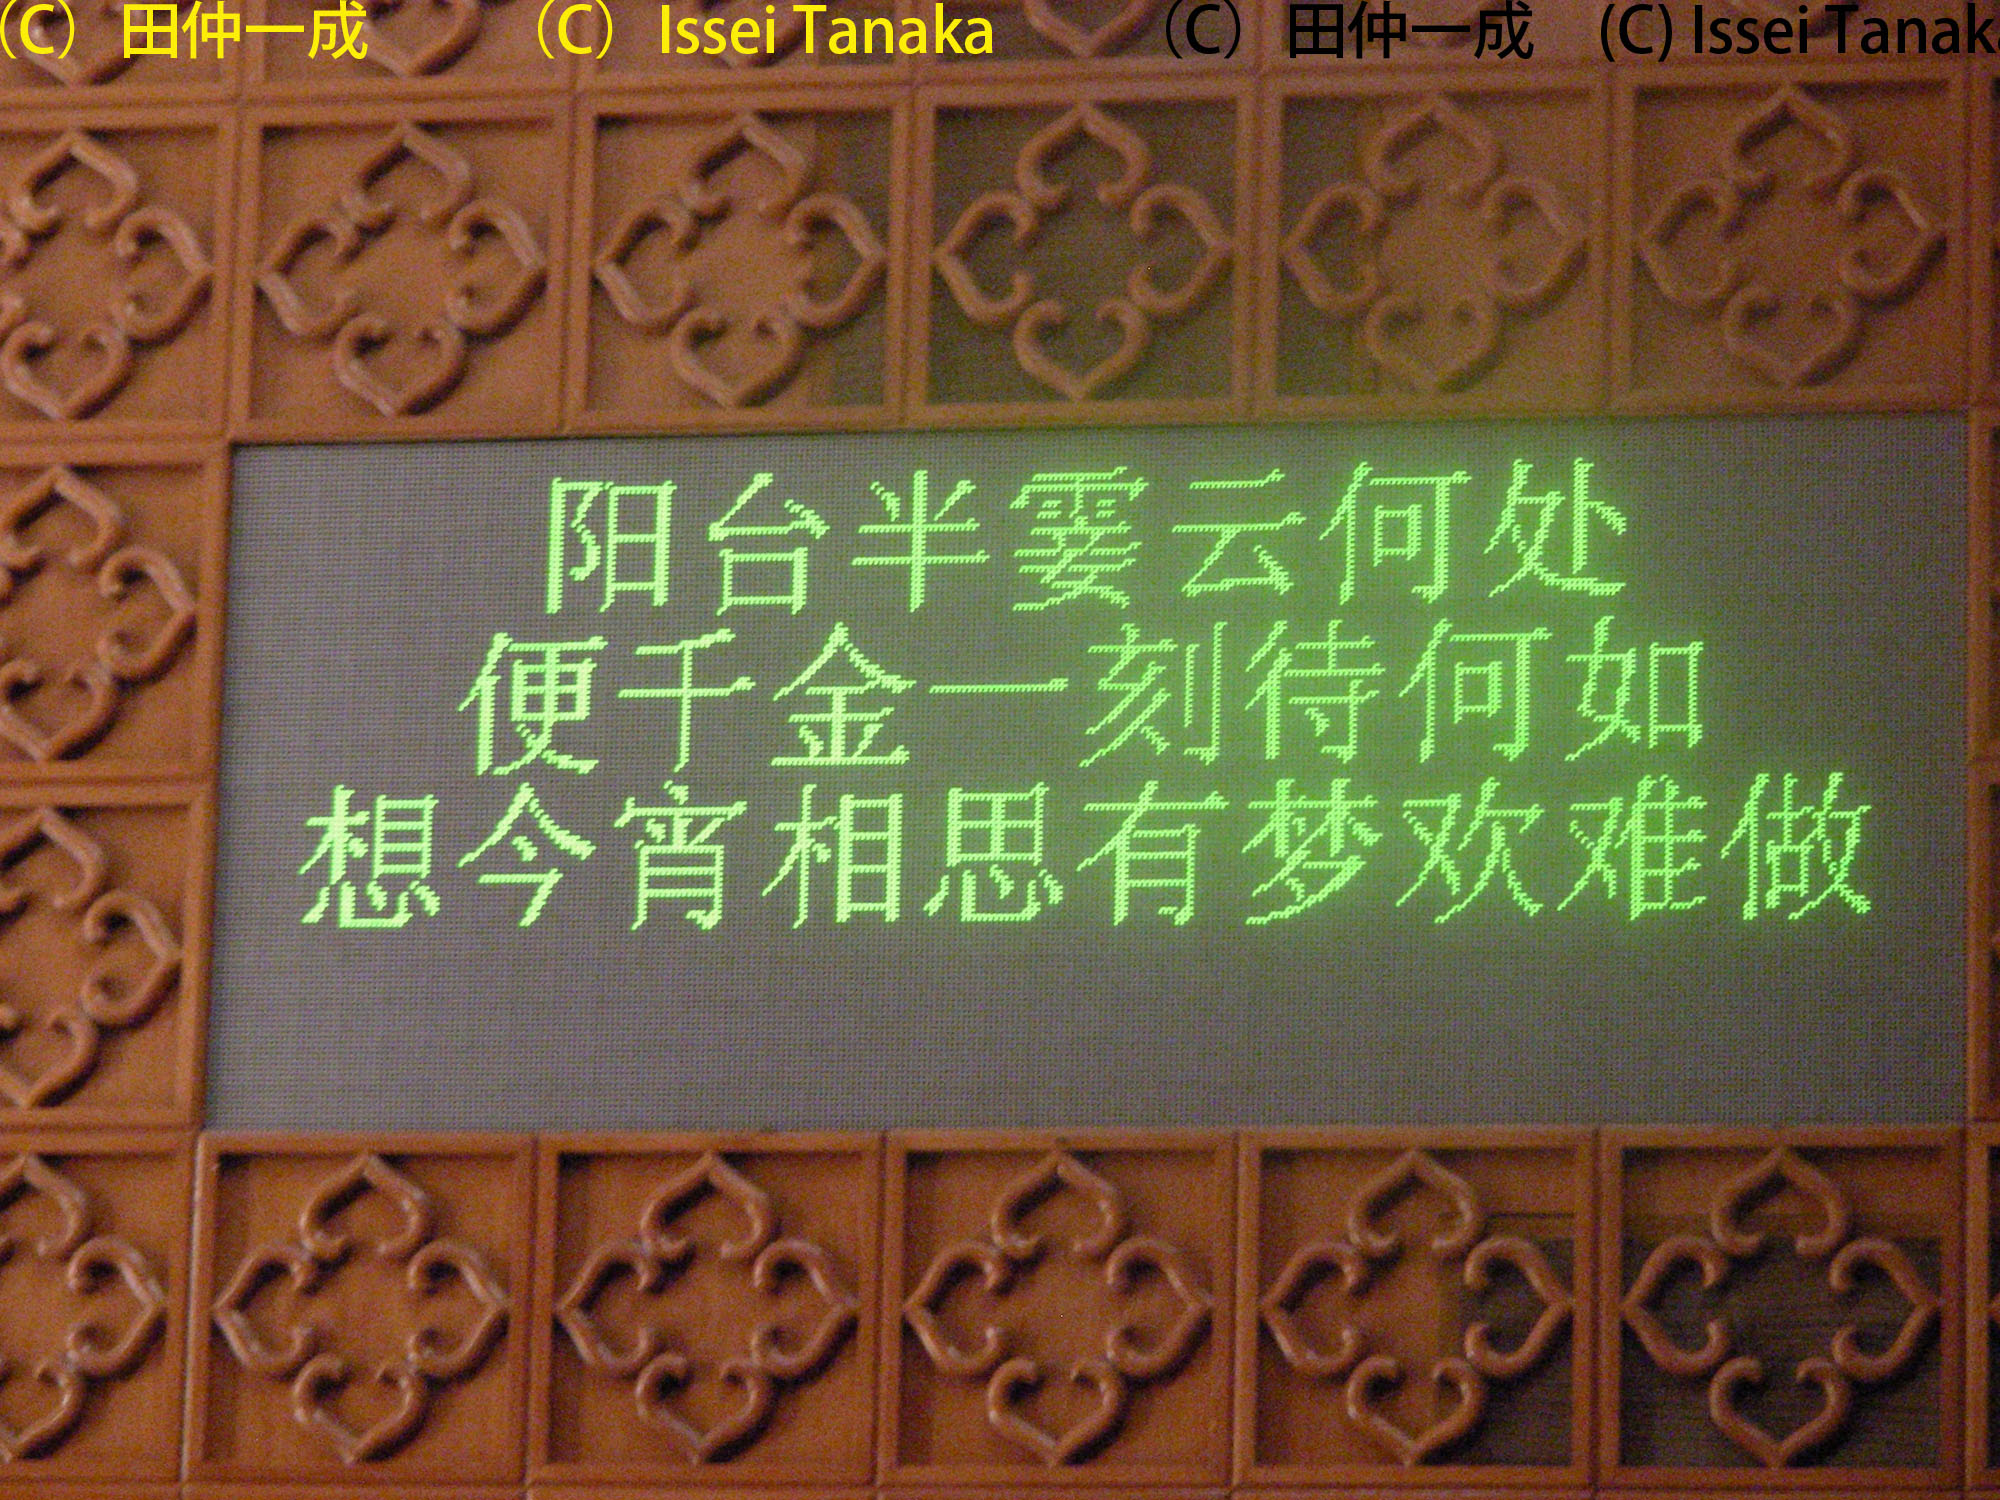 (C) 田仲一成 (C) Issei Tanaka (C) 田仲一成 (C) Issei Tanaka
阳台半霎云何处
便千金一刻待何如
想今宵相思有梦欢难做